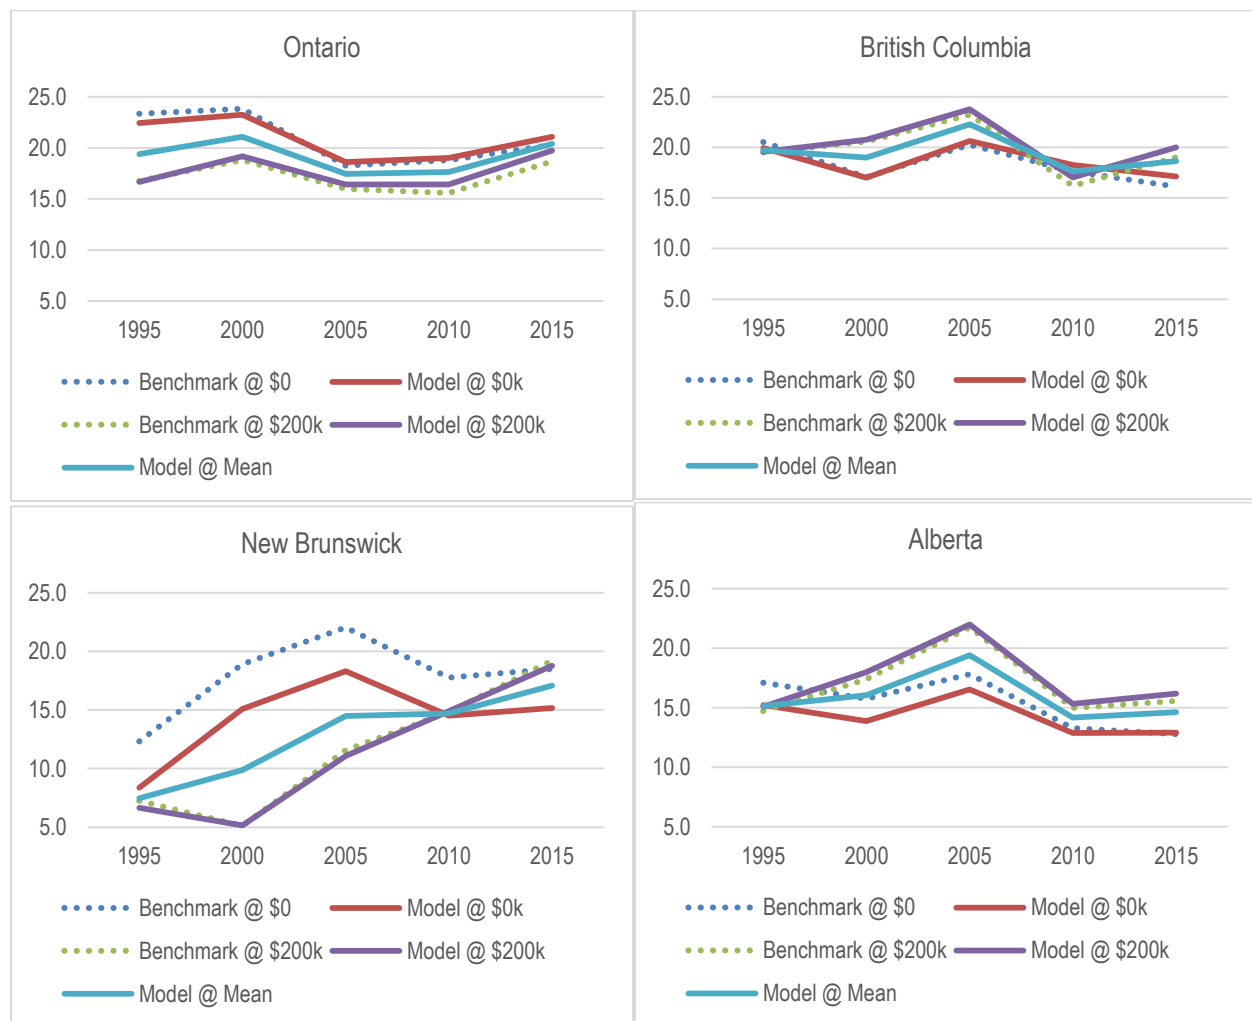 Ontario
25.0
20.0
15.0
10.0
5.0
1995 2000 2005 2010 2015
Benchmark @ $0 Model @ $0k
Benchmark @ $200k Model @ $200k
Model @ Mean
British Columbia
25.0
20.0
15.0
10.0
5.0
1995 2000 2005 2010 2015
Benchmark @ $0 Model @ $0k
Benchmark @ $200k Model @ $200k
Model @ Mean
New Brunswick
25.0
20.0
15.0
10.0
5.0
1995 2000 2005 2010 2015
Benchmark @ $0 Model @ $0k
Benchmark @ $200k Model @ $200k
Model @ Mean
Alberta
25.0
20.0
15.0
10.0
5.0
1995 2000 2005 2010 2015
Benchmark @ $0 Model @ $0k
Benchmark @ $200k Model @ $200k
Model @ Mean